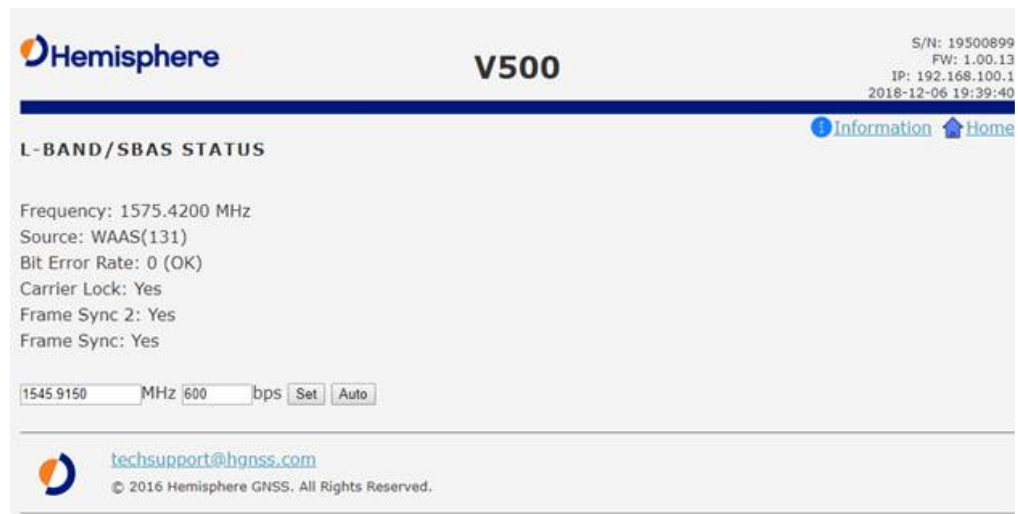 Hemisphere
V500
S/N: 19500899
FW: 1.00.13
IP: 192.168.100.1
2018-12-06 19:39:40
Information Home
L-BAND/SBAS STATUS
Frequency: 1575.4200 MHz
Source: WAAS(131)
Bit Error Rate: 0 (OK)
Carrier Lock: Yes
Frame Sync 2: Yes
Frame Sync: Yes
1545.9150 MHz 600 bps Set Auto
techsupport@hgnss.com
© 2016 Hemisphere GNSS. All Rights Reserved.